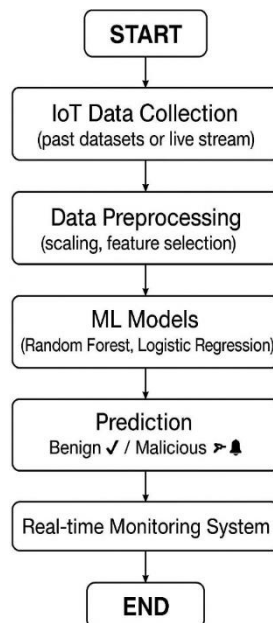 START
IoT Data Collection
(past datasets or live stream)
Data Preprocessing
(scaling, feature selection)
ML Models
(Random Forest, Logistic Regression)
Prediction
Benign ✓ / Malicious
Real-time Monitoring System
END